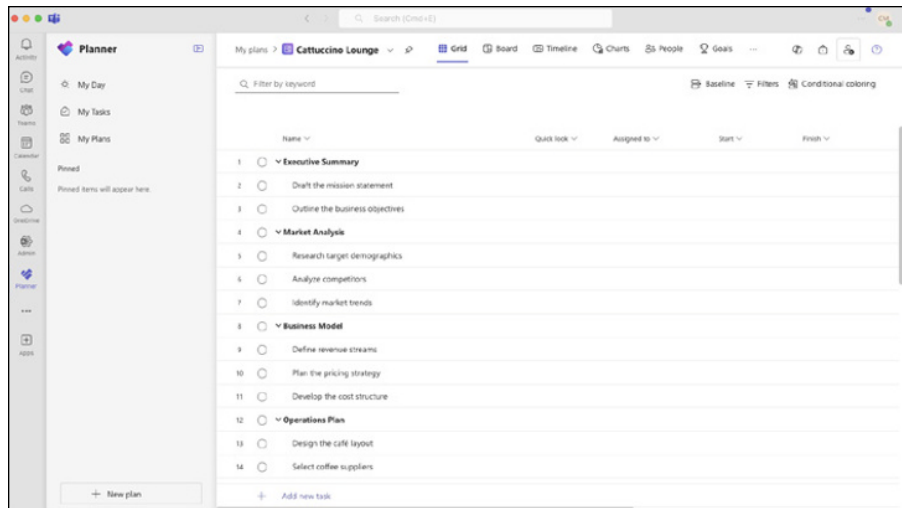 Search (Cmd+E)
CM
Activity
Chat
Teams
Calendar
Calls
OneDrive
Admin
Planner
Apps
Planner
My Day
My Tasks
My Plans
Pinned
Pinned items will appear here.
New plan
My plans > Cattuccino Lounge
Grid Board Timeline Charts People Goals ...
Filter by keyword
Baseline Filters Conditional coloring
Name Quick look Assigned to Start Finish
1 Executive Summary
2 Draft the mission statement
3 Outline the business objectives
4 Market Analysis
5 Research target demographics
6 Analyze competitors
7 Identify market trends
8 Business Model
9 Define revenue streams
10 Plan the pricing strategy
11 Develop the cost structure
12 Operations Plan
13 Design the café layout
14 Select coffee suppliers
Add new task